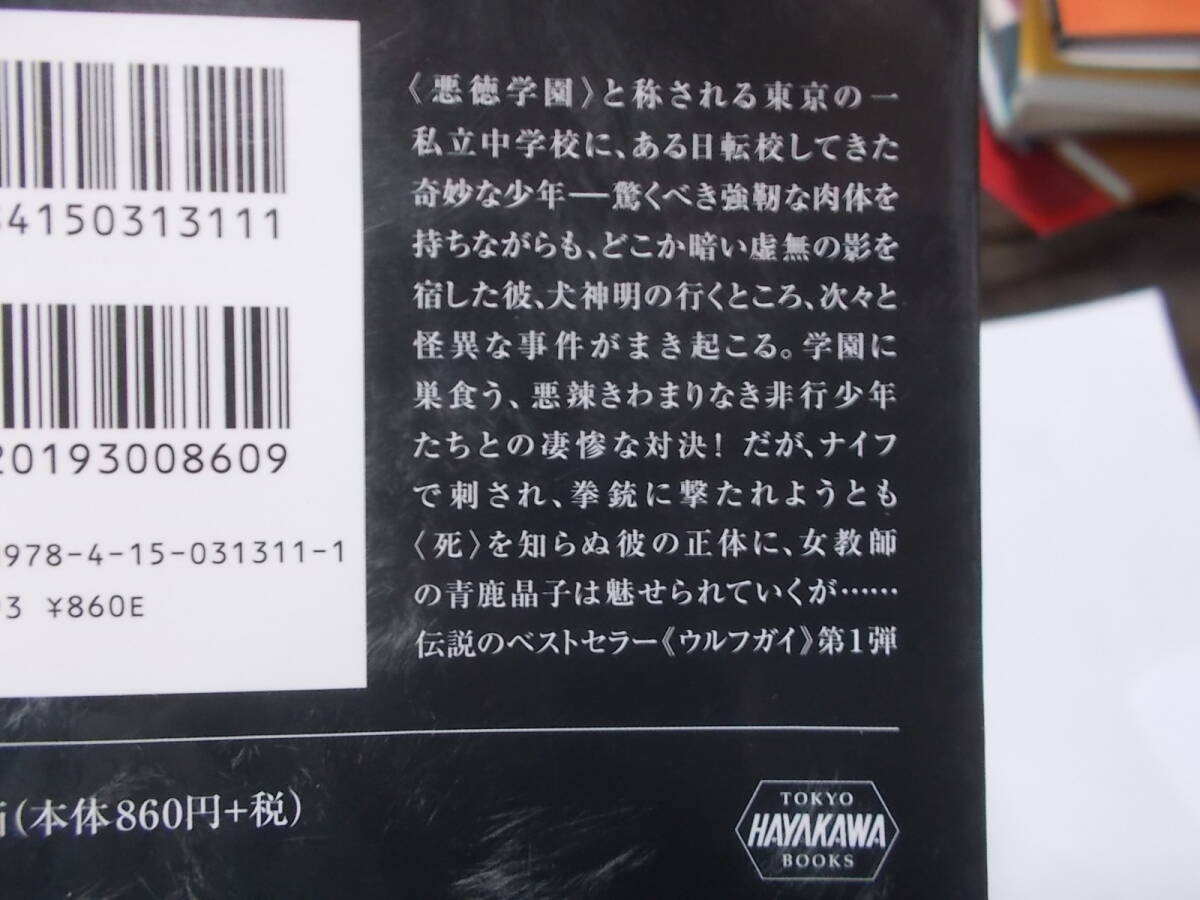 4150313111
20193008609
978-4-15-031311-1
93 ¥860E
〈悪徳学園〉と称される東京の一
私立中学校に、ある日転校してきた
奇妙な少年―驚くべき強靭な肉体を
持ちながらも、どこか暗い虚無の影を
宿した彼、犬神明の行くところ、次々と
怪異な事件がまき起こる。学園に
巣食う、悪辣きわまりなき非行少年
たちとの凄惨な対決! だが、ナイフ
で刺され、拳銃に撃たれようとも
〈死〉を知らぬ彼の正体に、女教師
の青鹿晶子は魅せられていくが……
伝説のベストセラー《ウルフガイ》第1弾
(本体860円+税)
TOKYO
HAYAKAWA
BOOKS